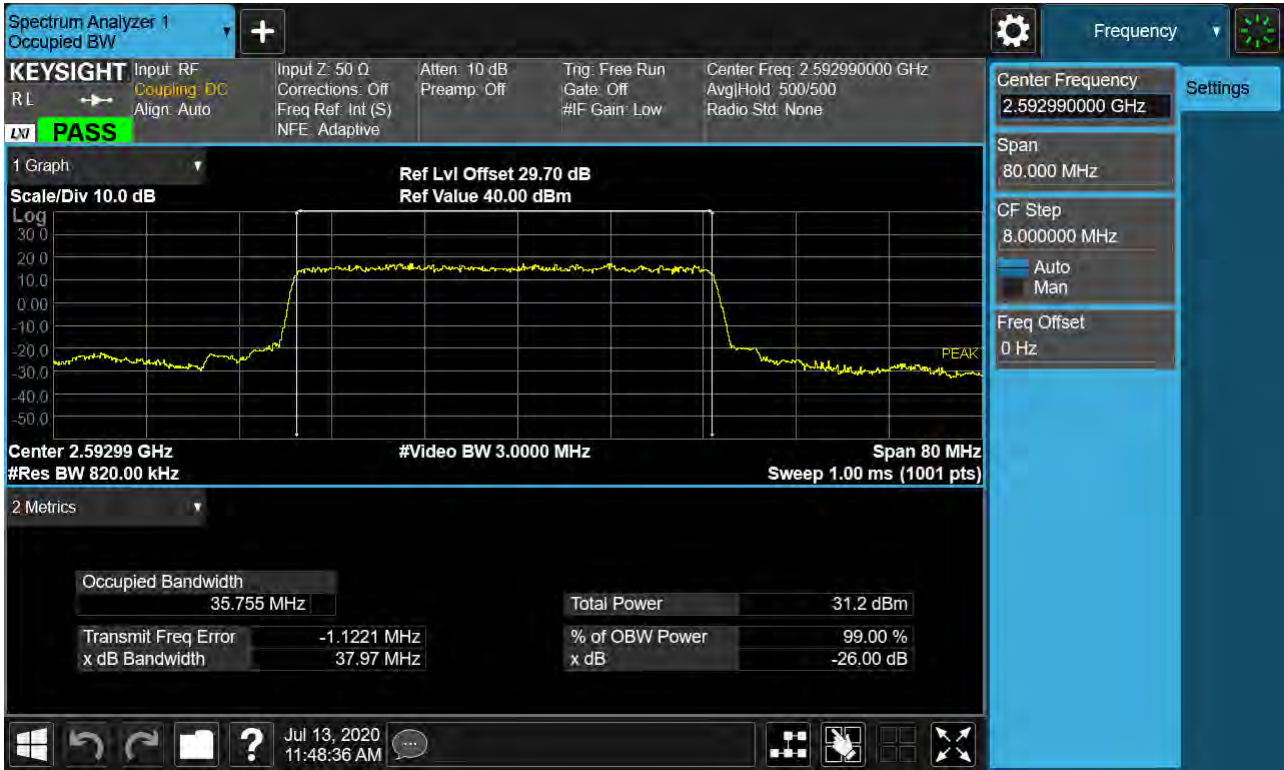 Spectrum Analyzer 1
Occupied BW
Frequency
KEYSIGHT
R L
LXI
PASS
Input: RF
Coupling: DC
Align: Auto
Input Z: 50 Ω
Corrections: Off
Freq Ref: Int (S)
NFE: Adaptive
Atten: 10 dB
Preamp: Off
Trig: Free Run
Gate: Off
#IF Gain: Low
Center Freq: 2.592990000 GHz
Avg|Hold: 500/500
Radio Std: None
Center Frequency
2.592990000 GHz
Settings
Span
80.000 MHz
CF Step
8.000000 MHz
Auto
Man
Freq Offset
0 Hz
1 Graph
Scale/Div 10.0 dB
Ref Lvl Offset 29.70 dB
Ref Value 40.00 dBm
Log
30.0
20.0
10.0
0.00
-10.0
-20.0
-30.0
-40.0
-50.0
PEAK
Center 2.59299 GHz
#Video BW 3.0000 MHz
Span 80 MHz
#Res BW 820.00 kHz
Sweep 1.00 ms (1001 pts)
2 Metrics
Occupied Bandwidth
35.755 MHz
Total Power 31.2 dBm
Transmit Freq Error -1.1221 MHz
% of OBW Power 99.00 %
x dB Bandwidth 37.97 MHz
x dB -26.00 dB
?
Jul 13, 2020
11:48:36 AM